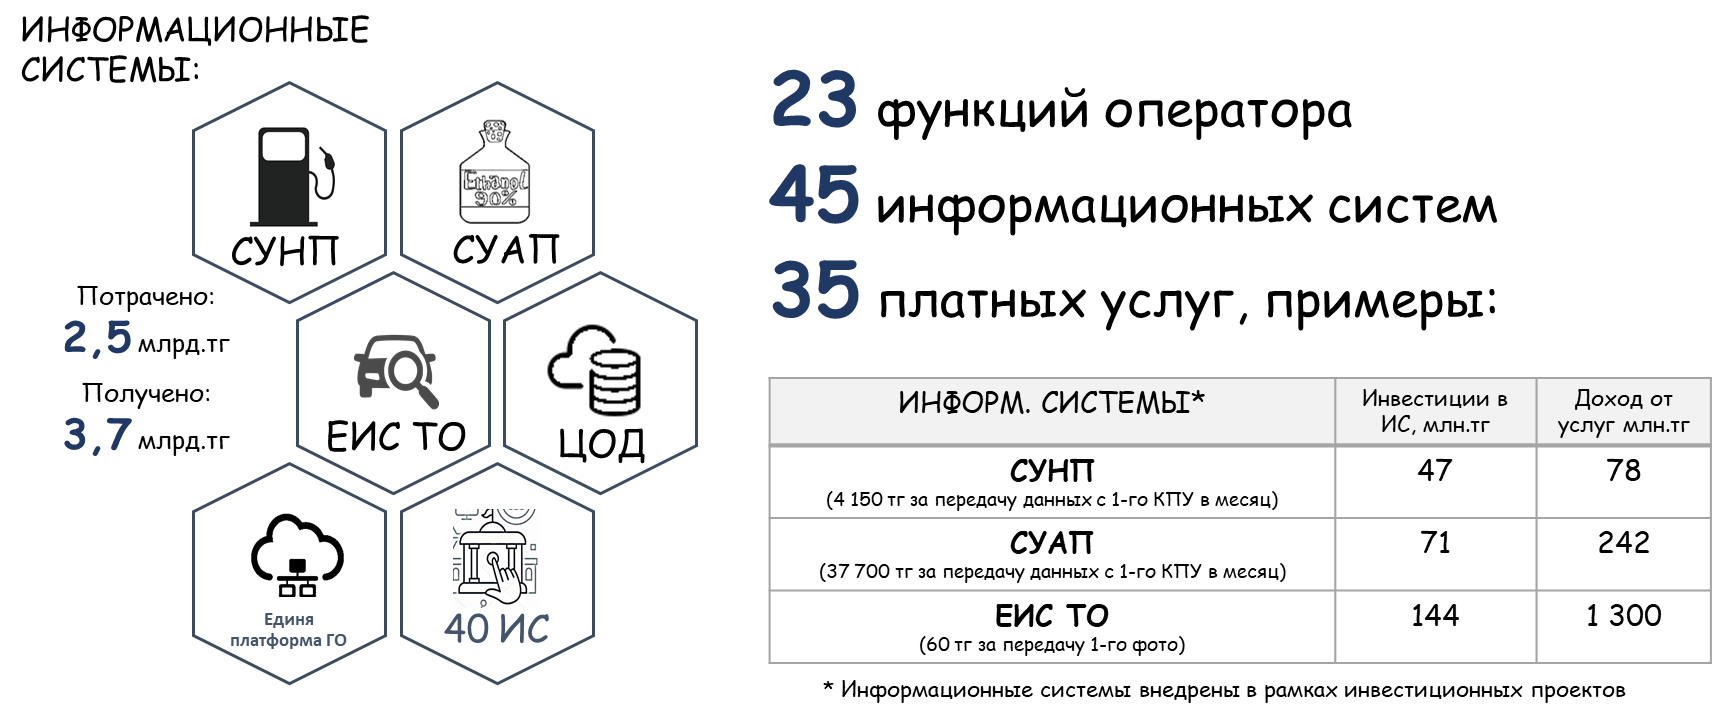 ИНФОРМАЦИОННЫЕ
СИСТЕМЫ:
СУНП
Ethanol
90%
СУАП
Потрачено:
2,5 млрд.тг
Получено:
3,7 млрд.тг
ЕИС ТО
ЦОД
Единя
платформа ГО
40 ИС
23 функций оператора
45 информационных систем
35 платных услуг, примеры:
ИНФОРМ. СИСТЕМЫ*
Инвестиции в
ИС, млн.тг
Доход от
услуг млн.тг
СУНП
(4 150 тг за передачу данных с 1-го КПУ в месяц)
47
78
СУАП
(37 700 тг за передачу данных с 1-го КПУ в месяц)
71
242
ЕИС ТО
(60 тг за передачу 1-го фото)
144
1 300
* Информационные системы внедрены в рамках инвестиционных проектов